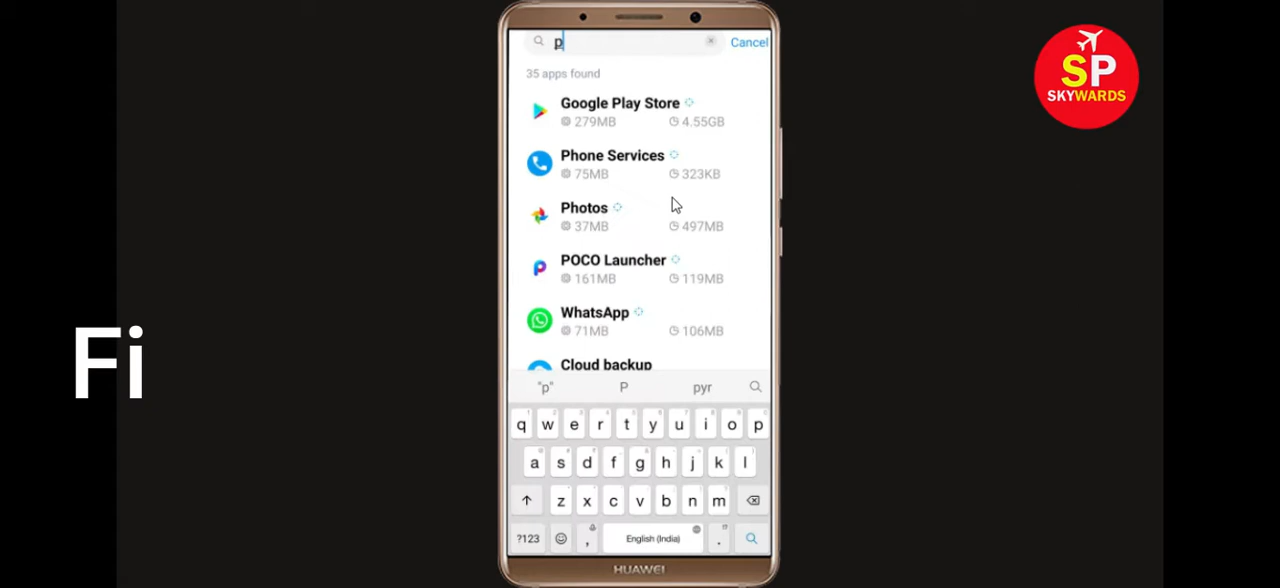 p
Cancel
35 apps found
Google Play Store
279MB 4.55GB
Phone Services
75MB 323KB
Photos
37MB 497MB
POCO Launcher
161MB 119MB
WhatsApp
71MB 106MB
Cloud backup
"p" P pyr
q w e r t y u i o p
a s d f g h j k l
z x c v b n m
?123 , English (India) .
HUAWEI
Fi
SP
SKYWARDS